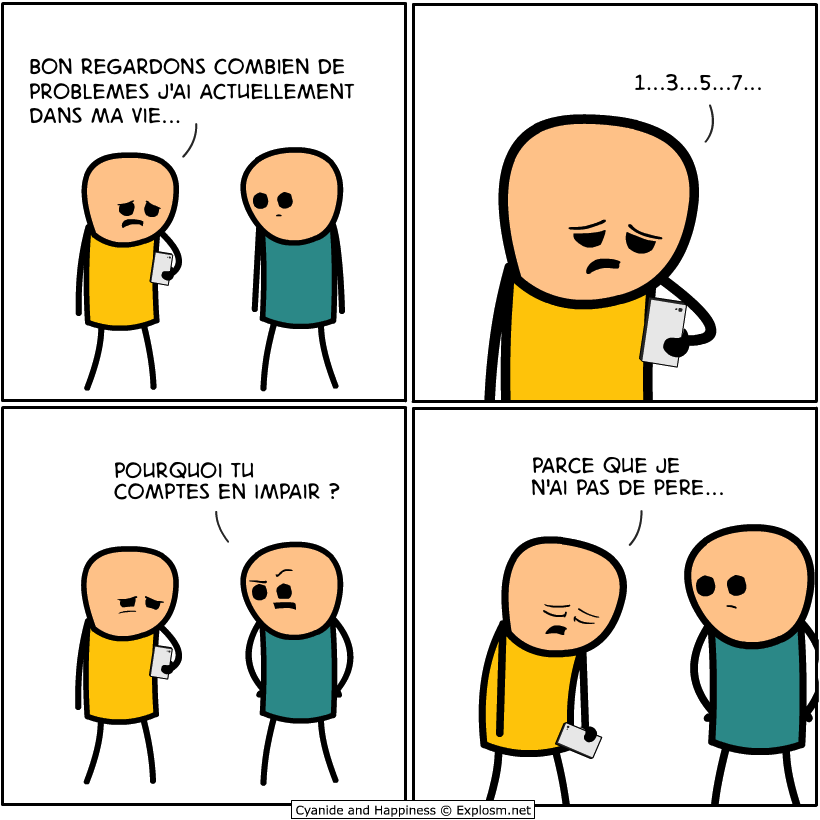 BON REGARDONS COMBIEN DE
PROBLEMES J'AI ACTUELLEMENT
DANS MA VIE...
1...3...5...7...
POURQUOI TU
COMPTES EN IMPAIR ?
PARCE QUE JE
N'AI PAS DE PERE...
Cyanide and Happiness © Explosm.net